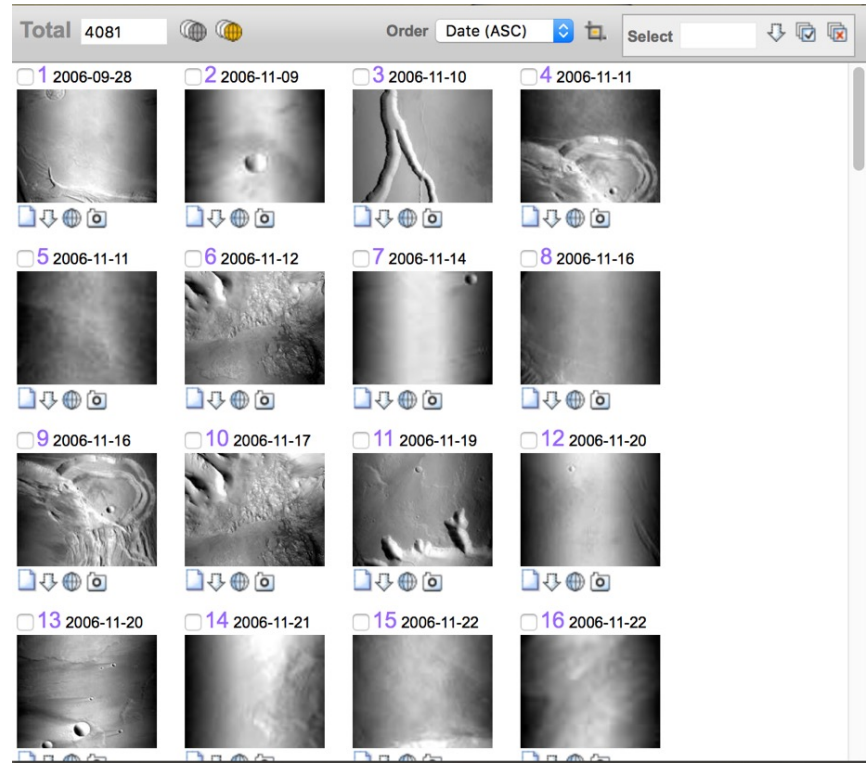 Total 4081 Order Date (ASC) Select
1 2006-09-28 2 2006-11-09 3 2006-11-10 4 2006-11-11
5 2006-11-11 6 2006-11-12 7 2006-11-14 8 2006-11-16
9 2006-11-16 10 2006-11-17 11 2006-11-19 12 2006-11-20
13 2006-11-20 14 2006-11-21 15 2006-11-22 16 2006-11-22